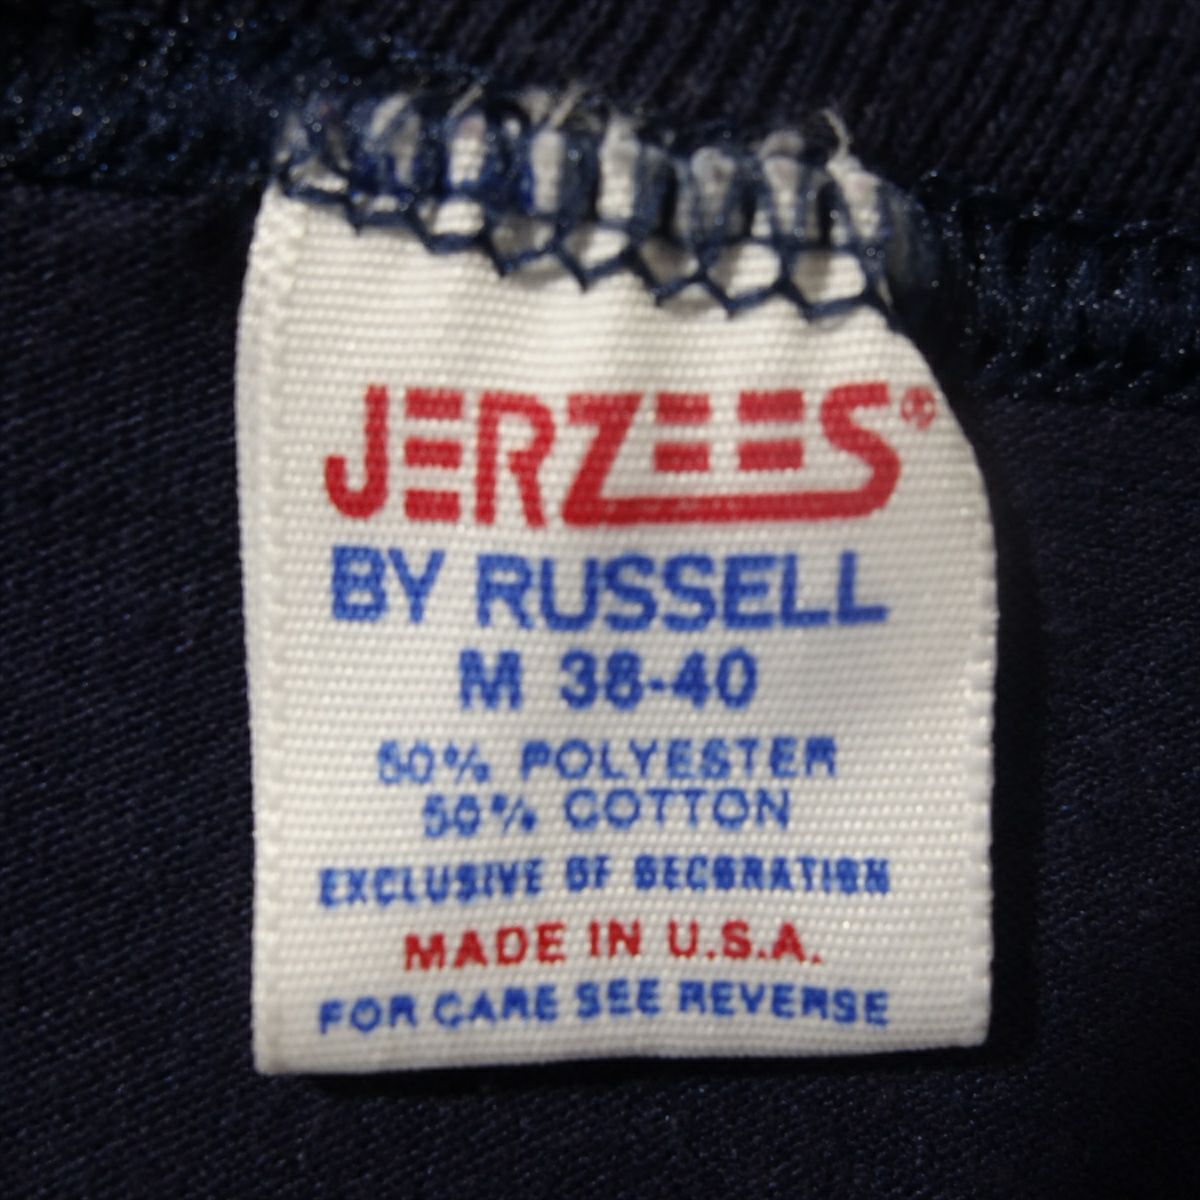 JERZEES®
BY RUSSELL
M 38-40
50% POLYESTER
50% COTTON
EXCLUSIVE OF DECORATION
MADE IN U.S.A.
FOR CARE SEE REVERSE